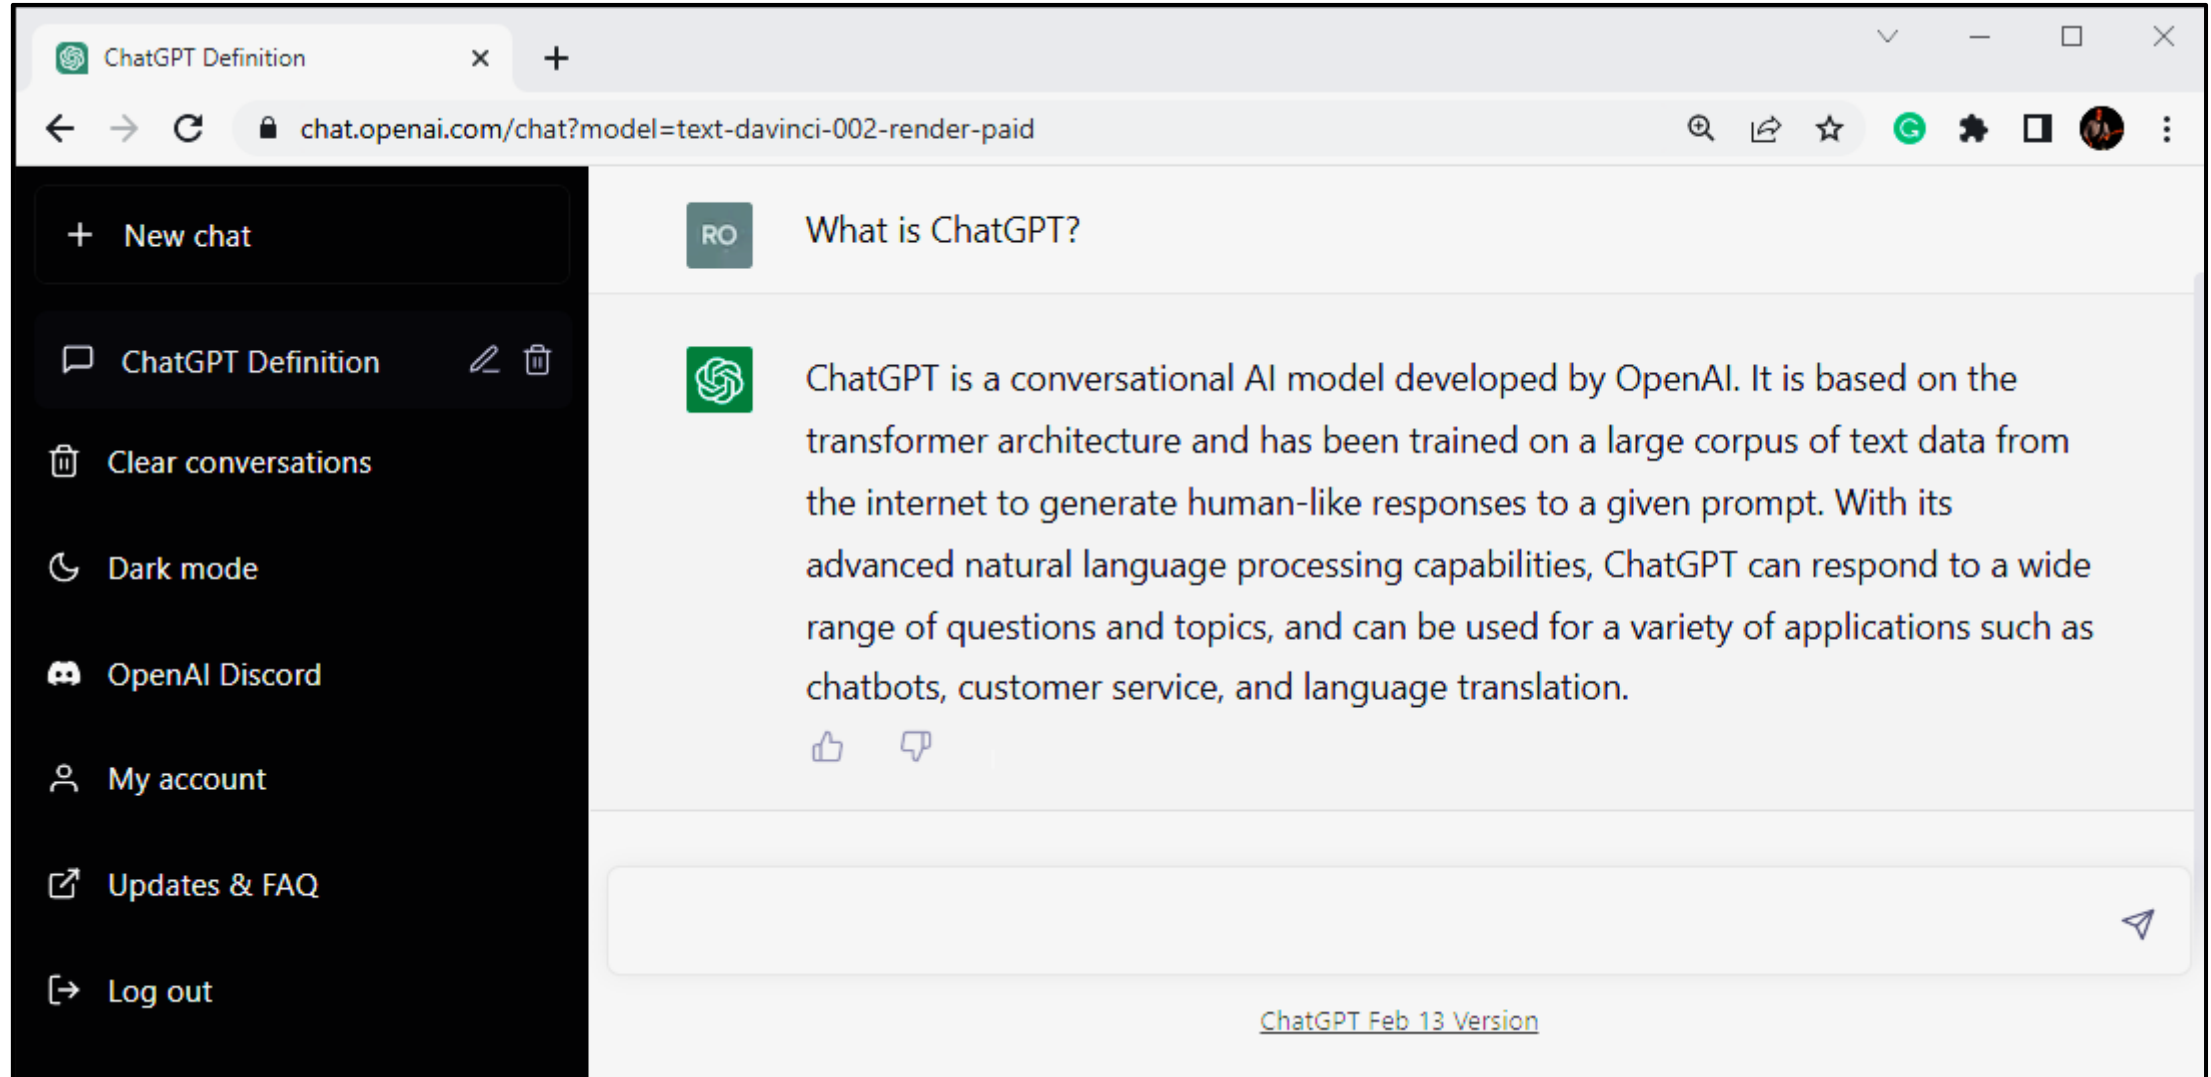 ChatGPT Definition
chat.openai.com/chat?model=text-davinci-002-render-paid
New chat
ChatGPT Definition
Clear conversations
Dark mode
OpenAI Discord
My account
Updates & FAQ
Log out
RO
What is ChatGPT?
ChatGPT is a conversational AI model developed by OpenAI. It is based on the
transformer architecture and has been trained on a large corpus of text data from
the internet to generate human-like responses to a given prompt. With its
advanced natural language processing capabilities, ChatGPT can respond to a wide
range of questions and topics, and can be used for a variety of applications such as
chatbots, customer service, and language translation.
ChatGPT Feb 13 Version